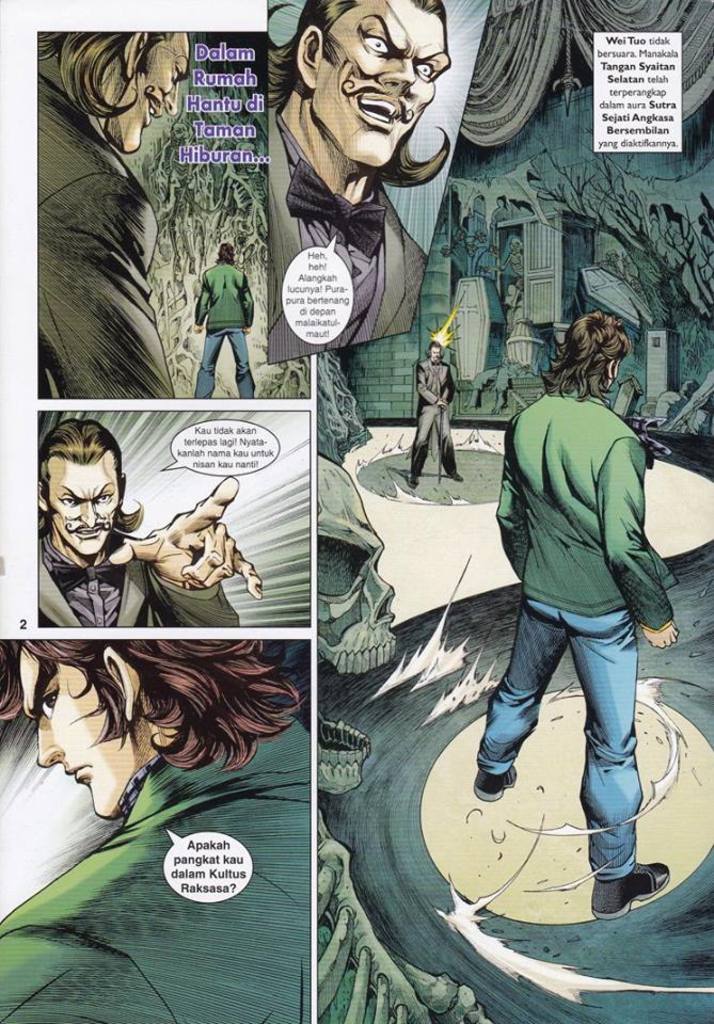 Dalam
Rumah
Hantu di
Taman
Hiburan...
Heh,
heh!
Alangkah
lucunya! Pura-
pura bertenang
di depan
malaikatul-
maut!
Wei Tuo tidak
bersuara. Manakala
Tangan Syaitan
Selatan telah
terperangkap
dalam aura Sutra
Sejati Angkasa
Bersembilan
yang diaktifkannya.
Kau tidak akan
terlepas lagi! Nyata-
kanlah nama kau untuk
nisan kau nanti!
2
Apakah
pangkat kau
dalam Kultus
Raksasa?